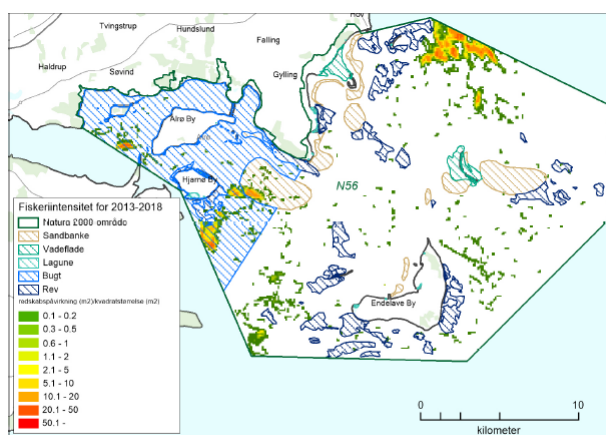 Hov
Tvingstrup
Hundslund
Falling
Haldrup
Søvind
Gylling
Alrø By
Hjarnø By
N56
Endelave By
Fiskeriintensitet for 2013-2018
Natura 2000-område
Sandbanke
Vadeflade
Lagune
Bugt
Rev
redskabspåvirkning (m2)/kvadratstørrelse (m2)
0.1 - 0.2
0.3 - 0.5
0.6 - 1
1.1 - 2
2.1 - 5
5.1 - 10
10.1 - 20
20.1 - 50
50.1 -
0 10
kilometer